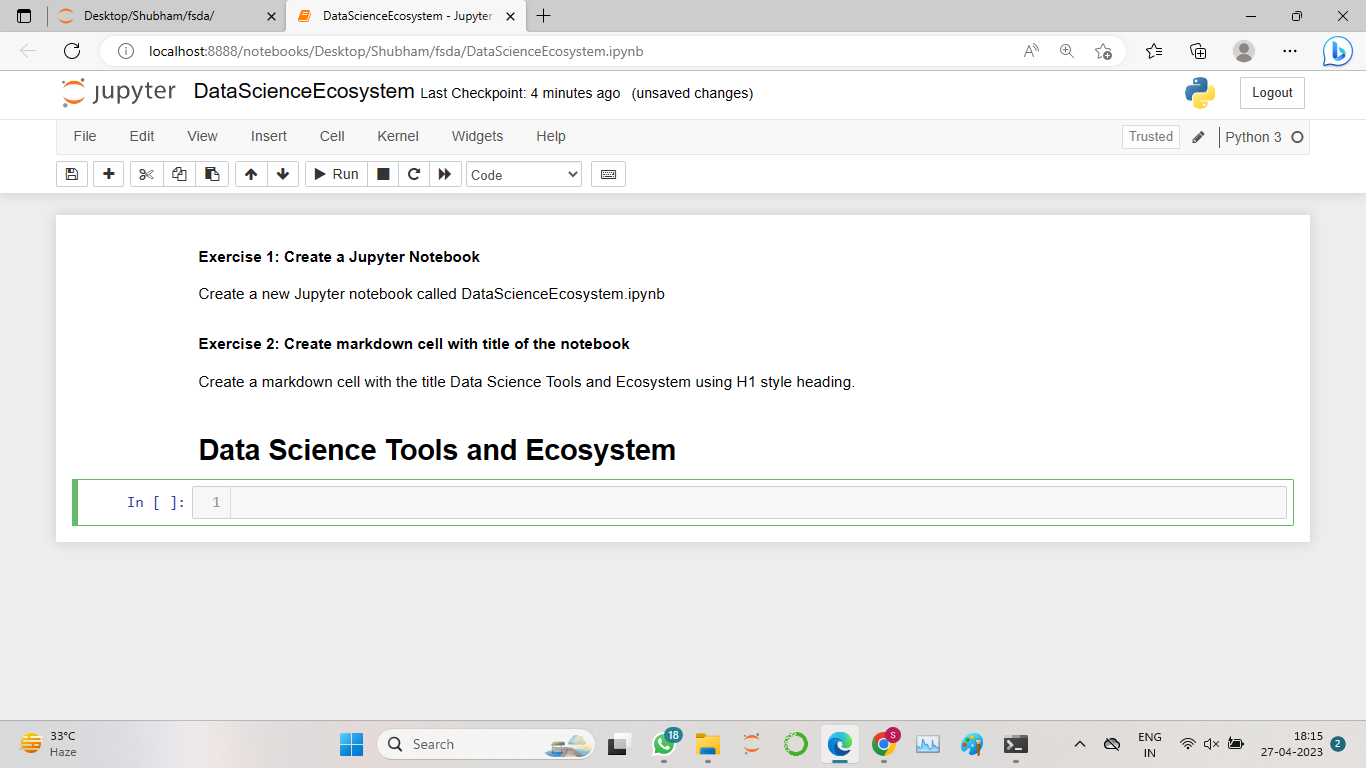 Desktop/Shubham/fsda/
DataScienceEcosystem - Jupyter
localhost:8888/notebooks/Desktop/Shubham/fsda/DataScienceEcosystem.ipynb
jupyter DataScienceEcosystem Last Checkpoint: 4 minutes ago (unsaved changes)
Logout
File Edit View Insert Cell Kernel Widgets Help
Trusted
Python 3
Run
Code
Exercise 1: Create a Jupyter Notebook
Create a new Jupyter notebook called DataScienceEcosystem.ipynb
Exercise 2: Create markdown cell with title of the notebook
Create a markdown cell with the title Data Science Tools and Ecosystem using H1 style heading.
Data Science Tools and Ecosystem
In [ ]: 1
33°C
Haze
Search
18
S
ENG
IN
18:15
27-04-2023
2